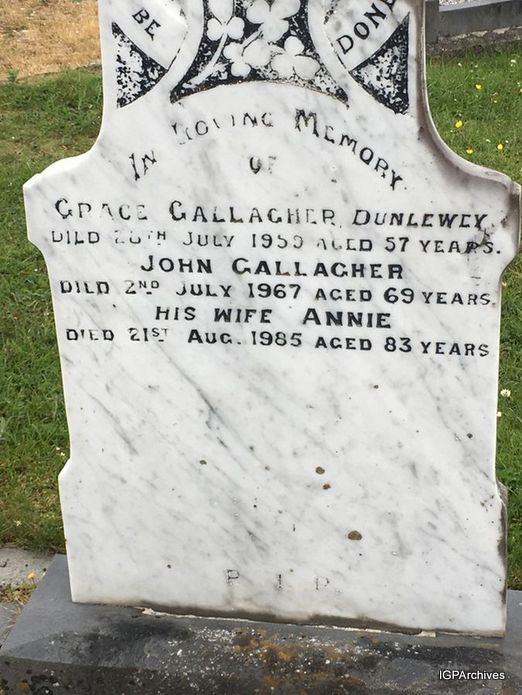 BE
DONE
IN LOVING MEMORY
OF
GRACE GALLAGHER, DUNLEWEY,
DIED JULY AGED 57 YEARS.
JOHN GALLAGHER
DIED 2ND JULY 1967 AGED 69 YEARS.
HIS WIFE ANNIE
DIED 21ST AUG. 1985 AGED 83 YEARS
R I P
IGPArchives